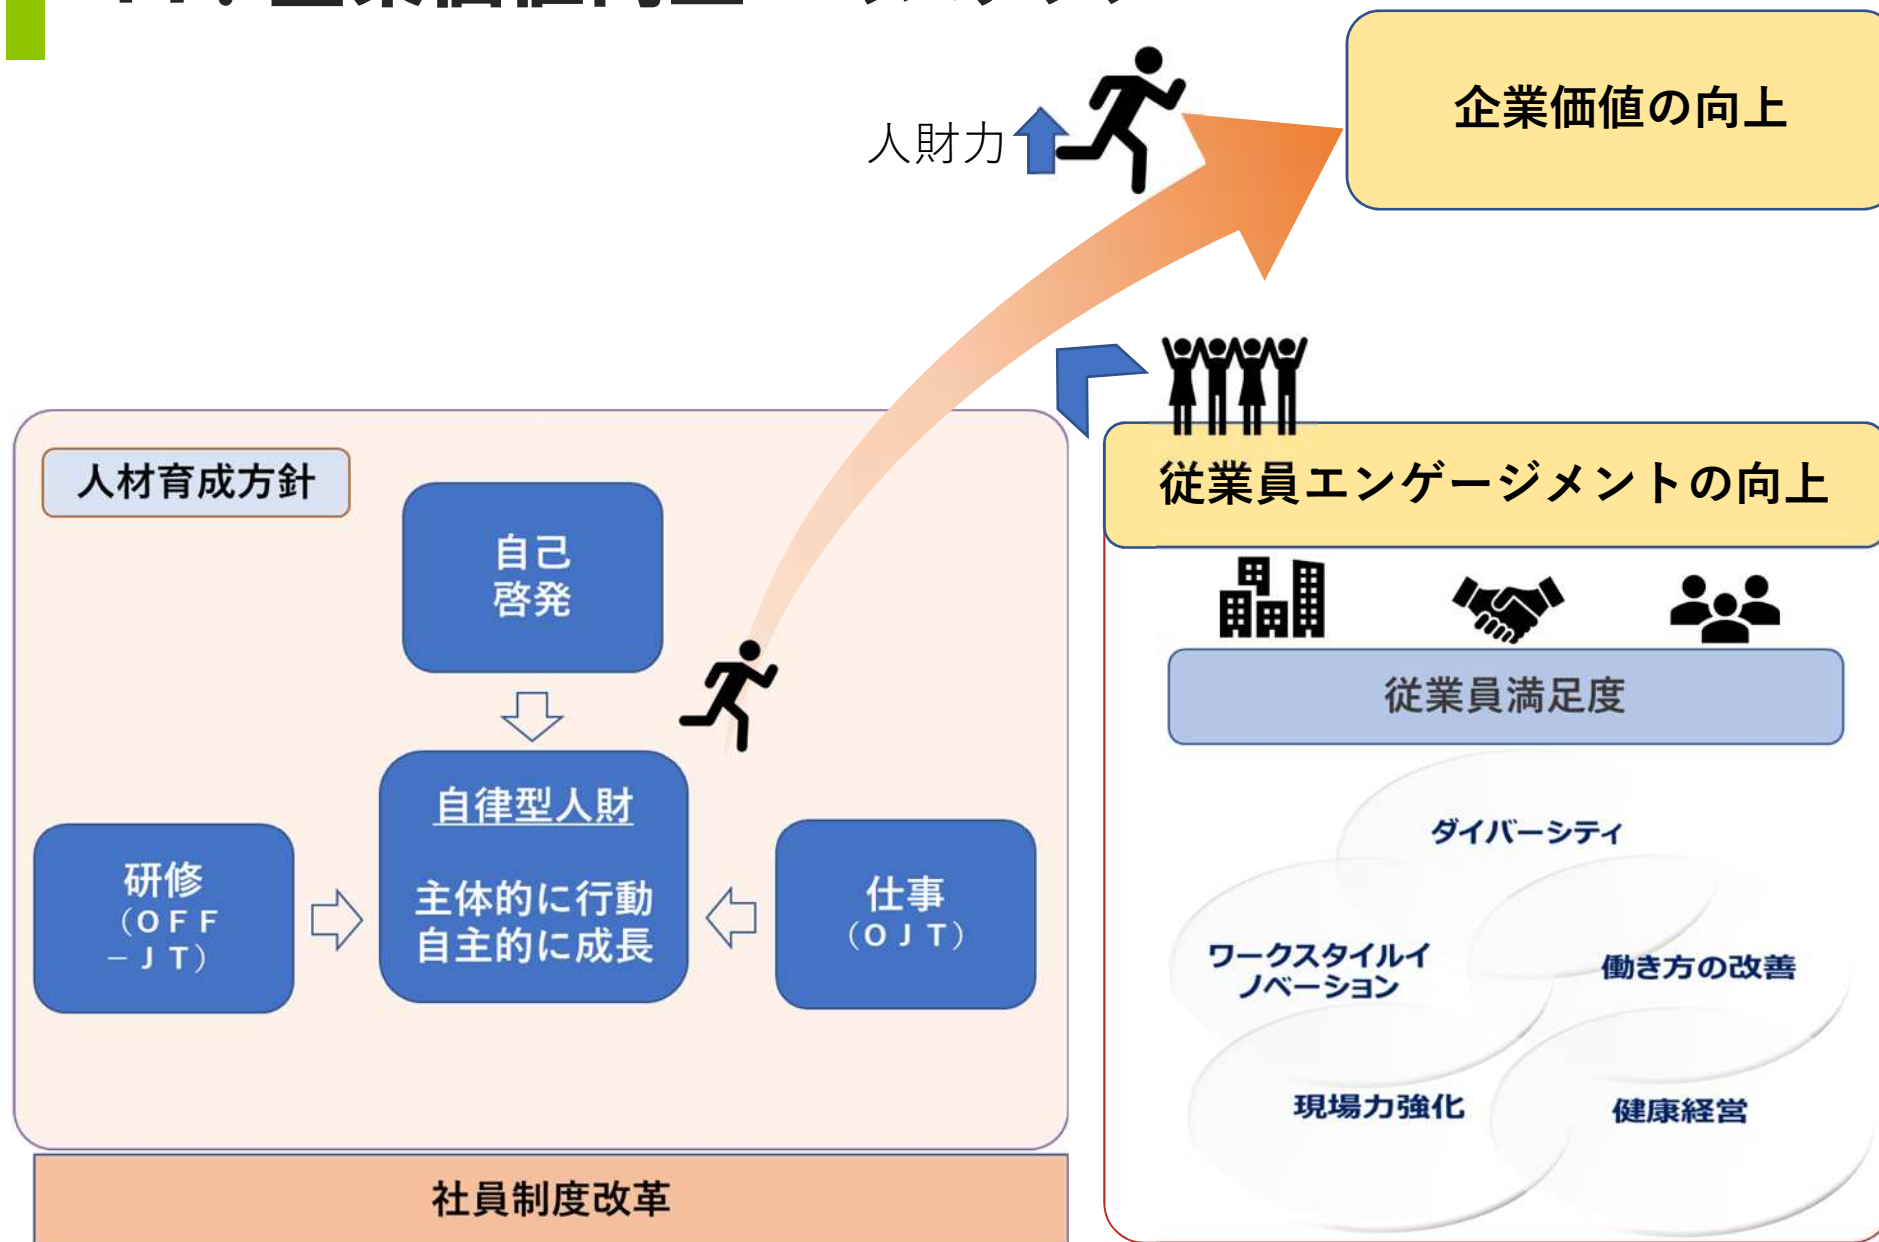 企業価値の向上
人財力
人材育成方針
自己
啓発
自律型人財
主体的に行動
自主的に成長
研修
（ＯＦＦ
－ＪＴ）
仕事
（ＯＪＴ）
社員制度改革
従業員エンゲージメントの向上
従業員満足度
ダイバーシティ
ワークスタイルイ
ノベーション
働き方の改善
現場力強化
健康経営